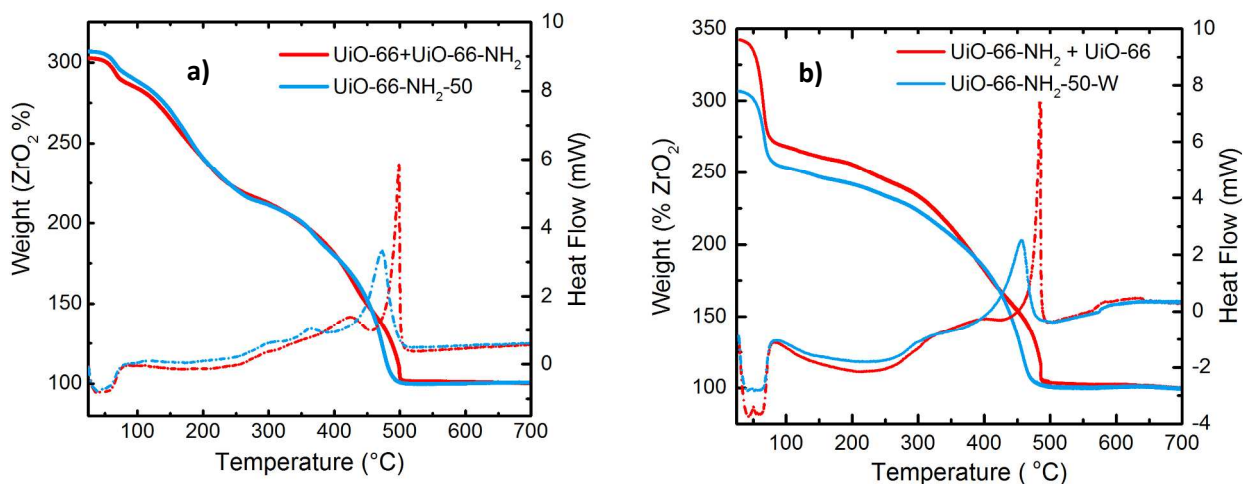 a)
UiO-66+UiO-66-NH₂
UiO-66-NH₂-50
Weight (ZrO₂ %)
300
250
200
150
100
10
8
6
4
2
0
Heat Flow (mW)
100 200 300 400 500 600 700
Temperature (°C)
b)
UiO-66-NH₂ + UiO-66
UiO-66-NH₂-50-W
Weight (% ZrO₂)
350
300
250
200
150
100
10
8
6
4
2
0
-2
-4
Heat Flow (mW)
100 200 300 400 500 600 700
Temperature ( °C)